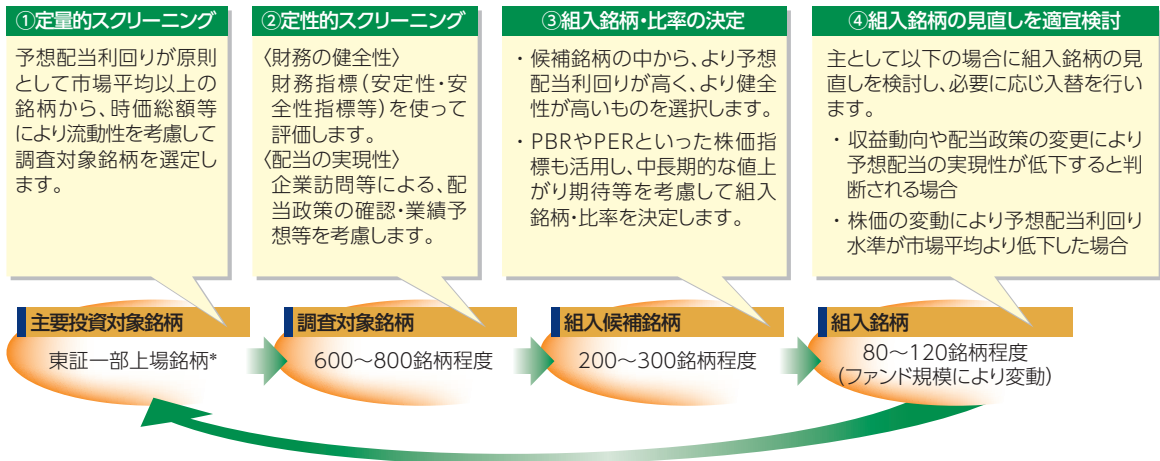 ①定量的スクリーニング
予想配当利回りが原則
として市場平均以上の
銘柄から、時価総額等
により流動性を考慮して
調査対象銘柄を選定し
ます。
②定性的スクリーニング
〈財務の健全性〉
財務指標（安定性・安
全性指標等）を使って
評価します。
〈配当の実現性〉
企業訪問等による、配
当政策の確認・業績予
想等を考慮します。
③組入銘柄・比率の決定
・候補銘柄の中から、より予想
配当利回りが高く、より健全
性が高いものを選択します。
・PBRやPERといった株価指
標も活用し、中長期的な値上
がり期待等を考慮して組入
銘柄・比率を決定します。
④組入銘柄の見直しを適宜検討
主として以下の場合に組入銘柄の見
直しを検討し、必要に応じ入替を行い
ます。
・収益動向や配当政策の変更により
予想配当の実現性が低下すると判
断される場合
・株価の変動により予想配当利回り
水準が市場平均より低下した場合
主要投資対象銘柄
東証一部上場銘柄*
調査対象銘柄
600～800銘柄程度
組入候補銘柄
200～300銘柄程度
組入銘柄
80～120銘柄程度
(ファンド規模により変動)